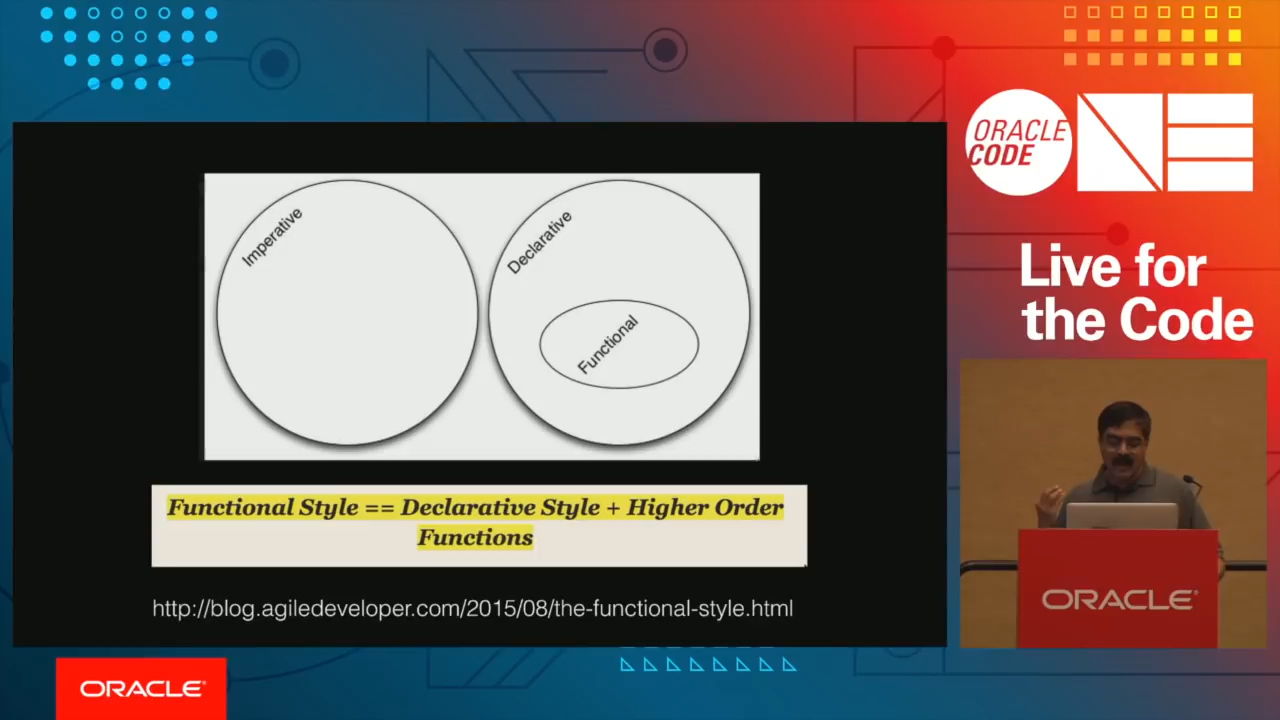 ORACLE
CODE
ONE
Live for
the Code
Imperative
Declarative
Functional
Functional Style == Declarative Style + Higher Order
Functions
http://blog.agiledeveloper.com/2015/08/the-functional-style.html
ORACLE®
ORACLE®